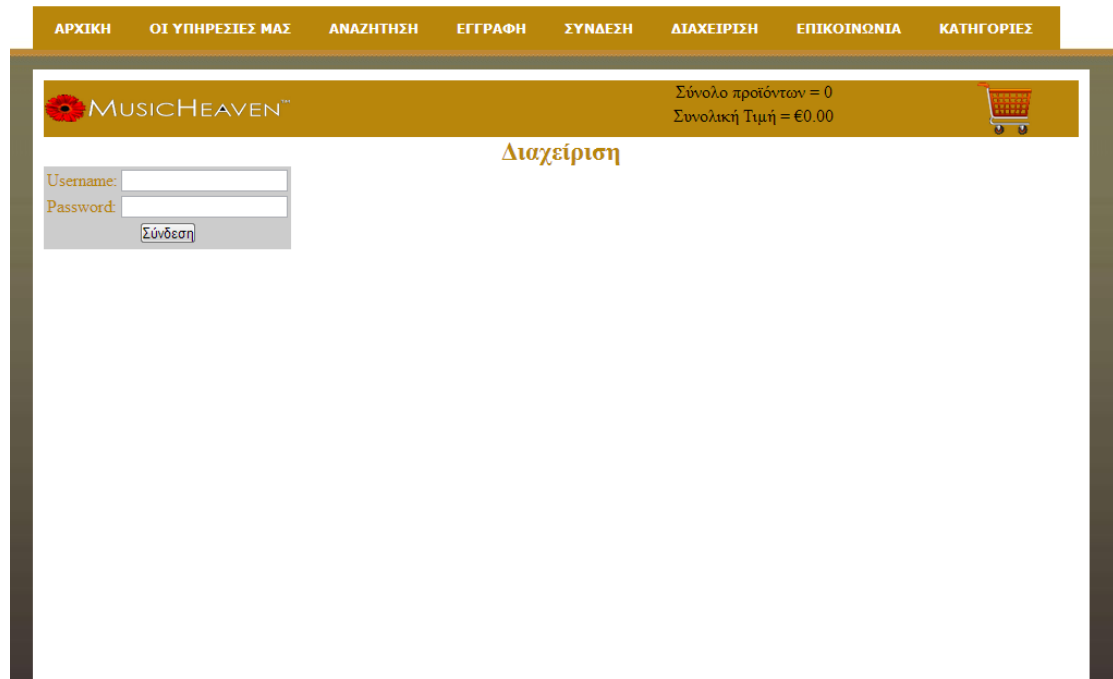 ΑΡΧΙΚΗ ΟΙ ΥΠΗΡΕΣΙΕΣ ΜΑΣ ΑΝΑΖΗΤΗΣΗ ΕΓΓΡΑΦΗ ΣΥΝΔΕΣΗ ΔΙΑΧΕΙΡΙΣΗ ΕΠΙΚΟΙΝΩΝΙΑ ΚΑΤΗΓΟΡΙΕΣ
MUSICHEAVEN™
Σύνολο προϊόντων = 0
Συνολική Τιμή = €0.00
Διαχείριση
Username:
Password:
Σύνδεση